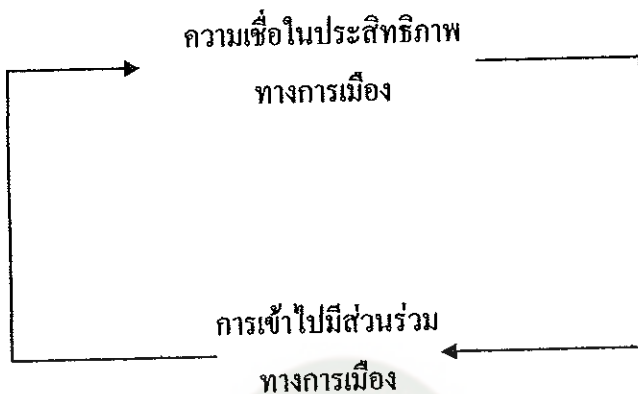 ความเชื่อในประสิทธิภาพ
ทางการเมือง
การเข้าไปมีส่วนร่วม
ทางการเมือง